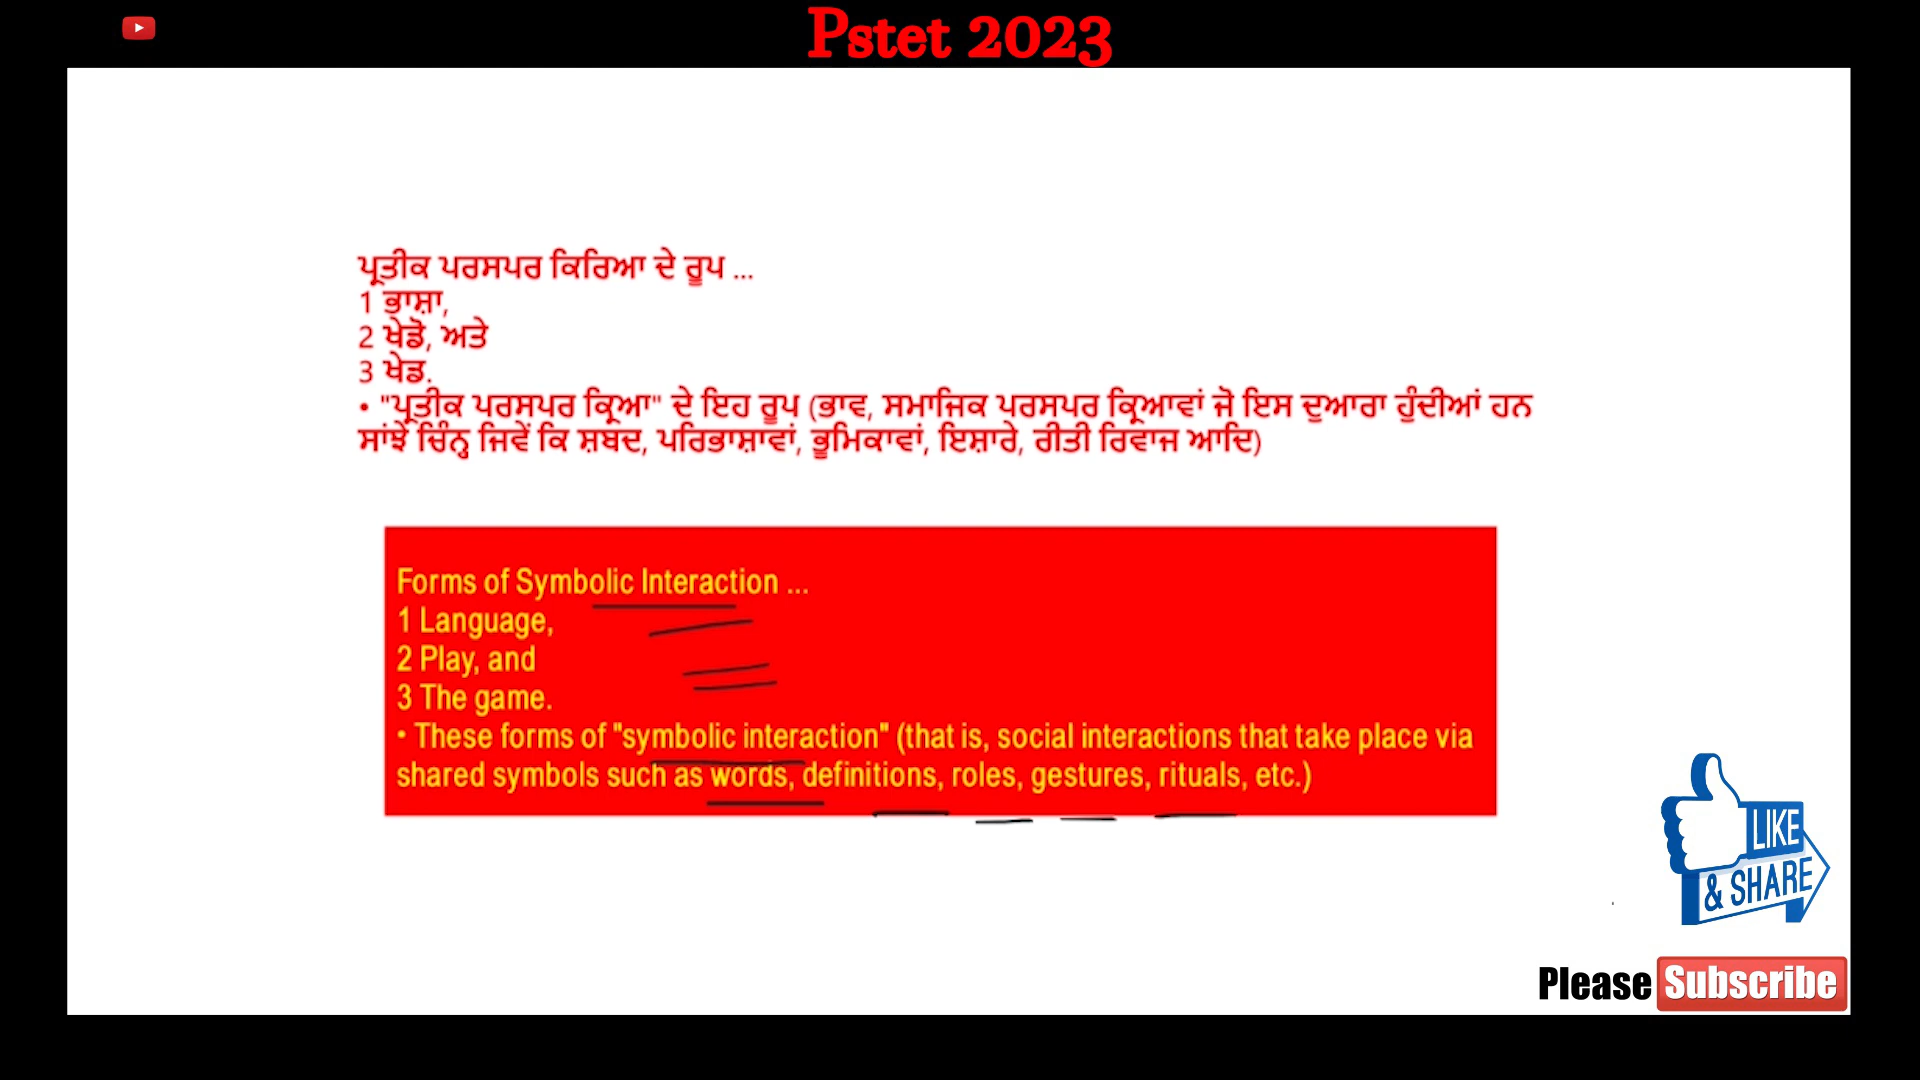 Pstet 2023
ਪ੍ਰਤੀਕ ਪਰਸਪਰ ਕਿਰਿਆ ਦੇ ਰੂਪ ...
1 ਭਾਸ਼ਾ,
2 ਖੇਡੋ, ਅਤੇ
3 ਖੇਡ.
• "ਪ੍ਰਤੀਕ ਪਰਸਪਰ ਕ੍ਰਿਆ" ਦੇ ਇਹ ਰੂਪ (ਭਾਵ, ਸਮਾਜਿਕ ਪਰਸਪਰ ਕ੍ਰਿਆਵਾਂ ਜੋ ਇਸ ਦੁਆਰਾ ਹੁੰਦੀਆਂ ਹਨ
ਸਾਂਝੇ ਚਿੰਨ੍ਹ ਜਿਵੇਂ ਕਿ ਸ਼ਬਦ, ਪਰਿਭਾਸ਼ਾਵਾਂ, ਭੂਮਿਕਾਵਾਂ, ਇਸ਼ਾਰੇ, ਰੀਤੀ ਰਿਵਾਜ ਆਦਿ)
Forms of Symbolic Interaction ...
1 Language,
2 Play, and
3 The game.
• These forms of "symbolic interaction" (that is, social interactions that take place via
shared symbols such as words, definitions, roles, gestures, rituals, etc.)
LIKE
& SHARE
Please Subscribe